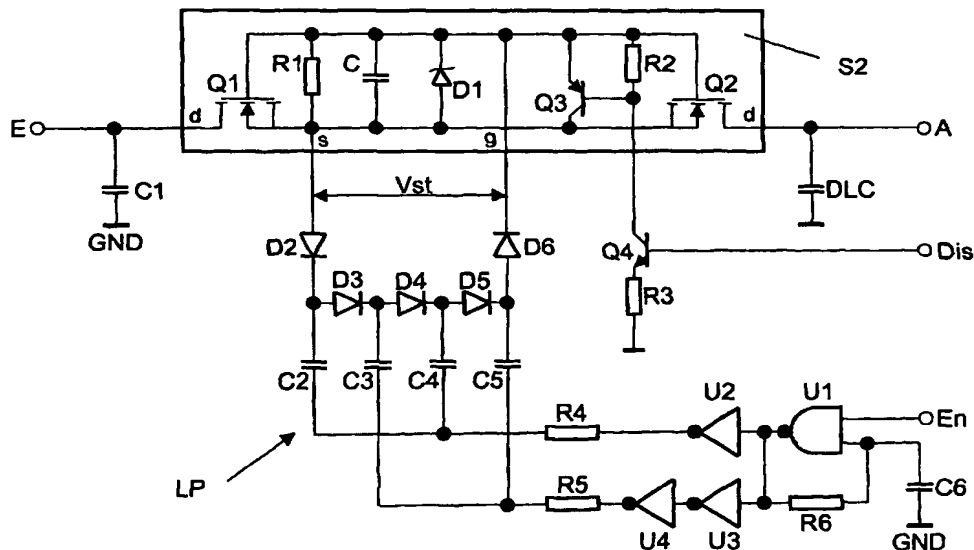 R1
C
D1
Q3
R2
Q2
S2
Q1
E
d
s
g
d
A
C1
GND
Vst
DLC
D2
D6
Q4
Dis
D3
D4
D5
R3
C2
C3
C4
C5
U2
U1
R4
En
LP
R5
R6
C6
U4
U3
GND